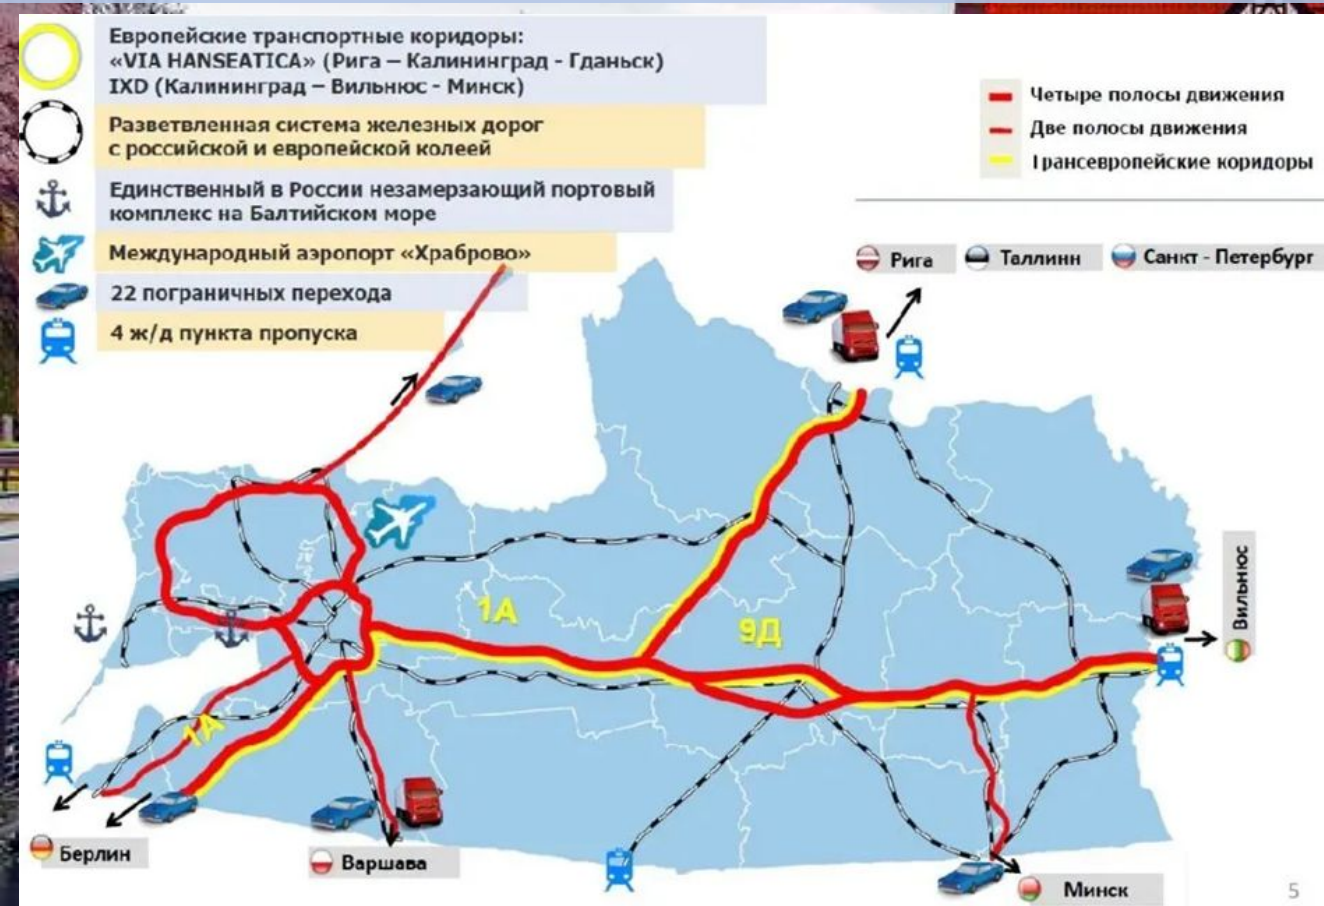 Европейские транспортные коридоры:
«VIA HANSEATICA» (Рига – Калининград - Гданьск)
IXD (Калининград – Вильнюс - Минск)
Разветвленная система железных дорог
с российской и европейской колеей
Единственный в России незамерзающий портовый
комплекс на Балтийском море
Международный аэропорт «Храброво»
22 пограничных перехода
4 ж/д пункта пропуска
Четыре полосы движения
Две полосы движения
Трансевропейские коридоры
Рига
Таллинн
Санкт - Петербург
1А
9Д
Вильнюс
1А
Берлин
Варшава
Минск
5